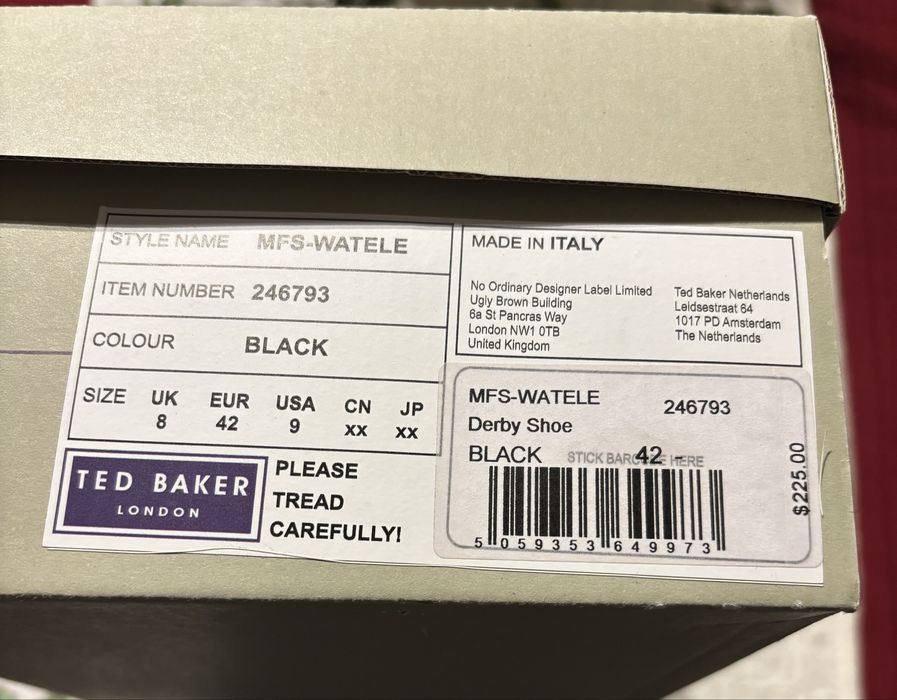 STYLE NAME MFS-WATELE
ITEM NUMBER 246793
COLOUR BLACK
SIZE UK EUR USA CN JP
8 42 9 xx xx
TED BAKER
LONDON
PLEASE
TREAD
CAREFULLY!
MADE IN ITALY
No Ordinary Designer Label Limited
Ugly Brown Building
6a St Pancras Way
London NW1 0TB
United Kingdom
Ted Baker Netherlands
Leidsestraat 64
1017 PD Amsterdam
The Netherlands
MFS-WATELE 246793
Derby Shoe
BLACK 42 -
STICK BARCODE HERE
5 059353 649973
$225.00